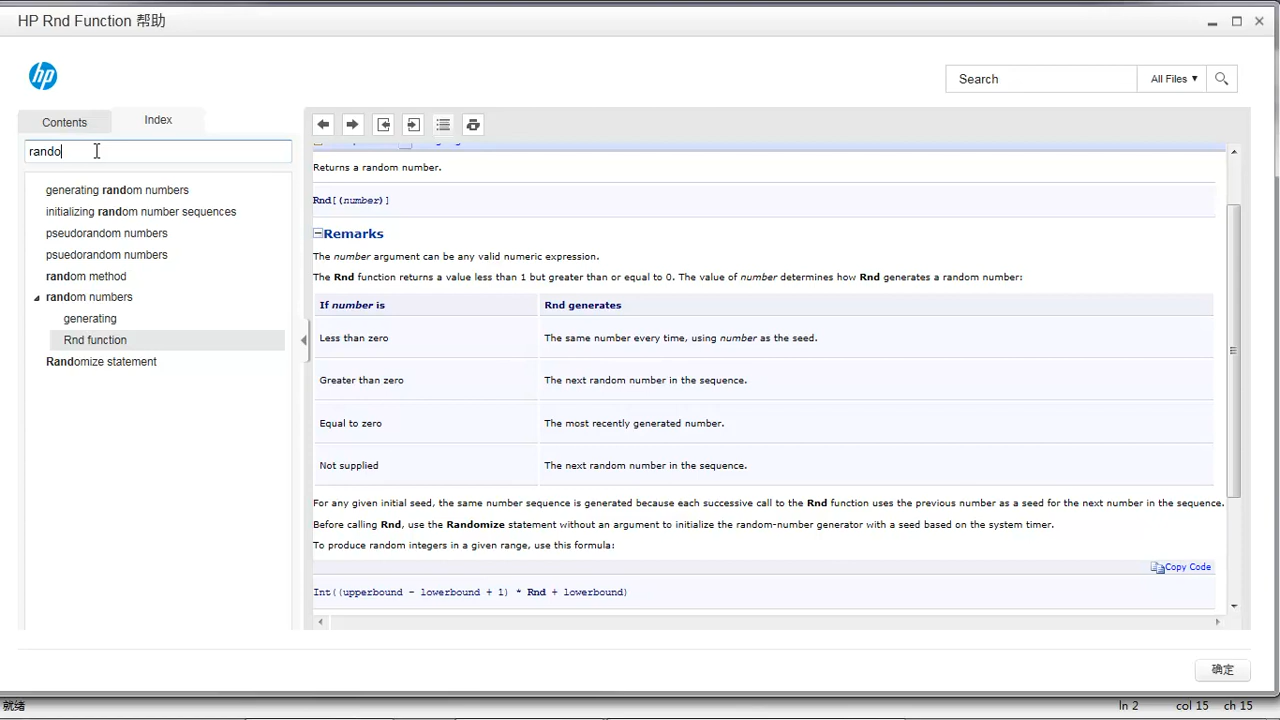 HP Rnd Function 帮助
hp
Search
All Files ▾
Contents
Index
rando
generating random numbers
initializing random number sequences
pseudorandom numbers
psuedorandom numbers
random method
random numbers
generating
Rnd function
Randomize statement
Returns a random number.
Rnd[(number)]
Remarks
The number argument can be any valid numeric expression.
The Rnd function returns a value less than 1 but greater than or equal to 0. The value of number determines how Rnd generates a random number:
If number is Rnd generates
Less than zero The same number every time, using number as the seed.
Greater than zero The next random number in the sequence.
Equal to zero The most recently generated number.
Not supplied The next random number in the sequence.
For any given initial seed, the same number sequence is generated because each successive call to the Rnd function uses the previous number as a seed for the next number in the sequence.
Before calling Rnd, use the Randomize statement without an argument to initialize the random-number generator with a seed based on the system timer.
To produce random integers in a given range, use this formula:
Copy Code
Int((upperbound - lowerbound + 1) * Rnd + lowerbound)
确定
就绪
ln 2 col 15 ch 15